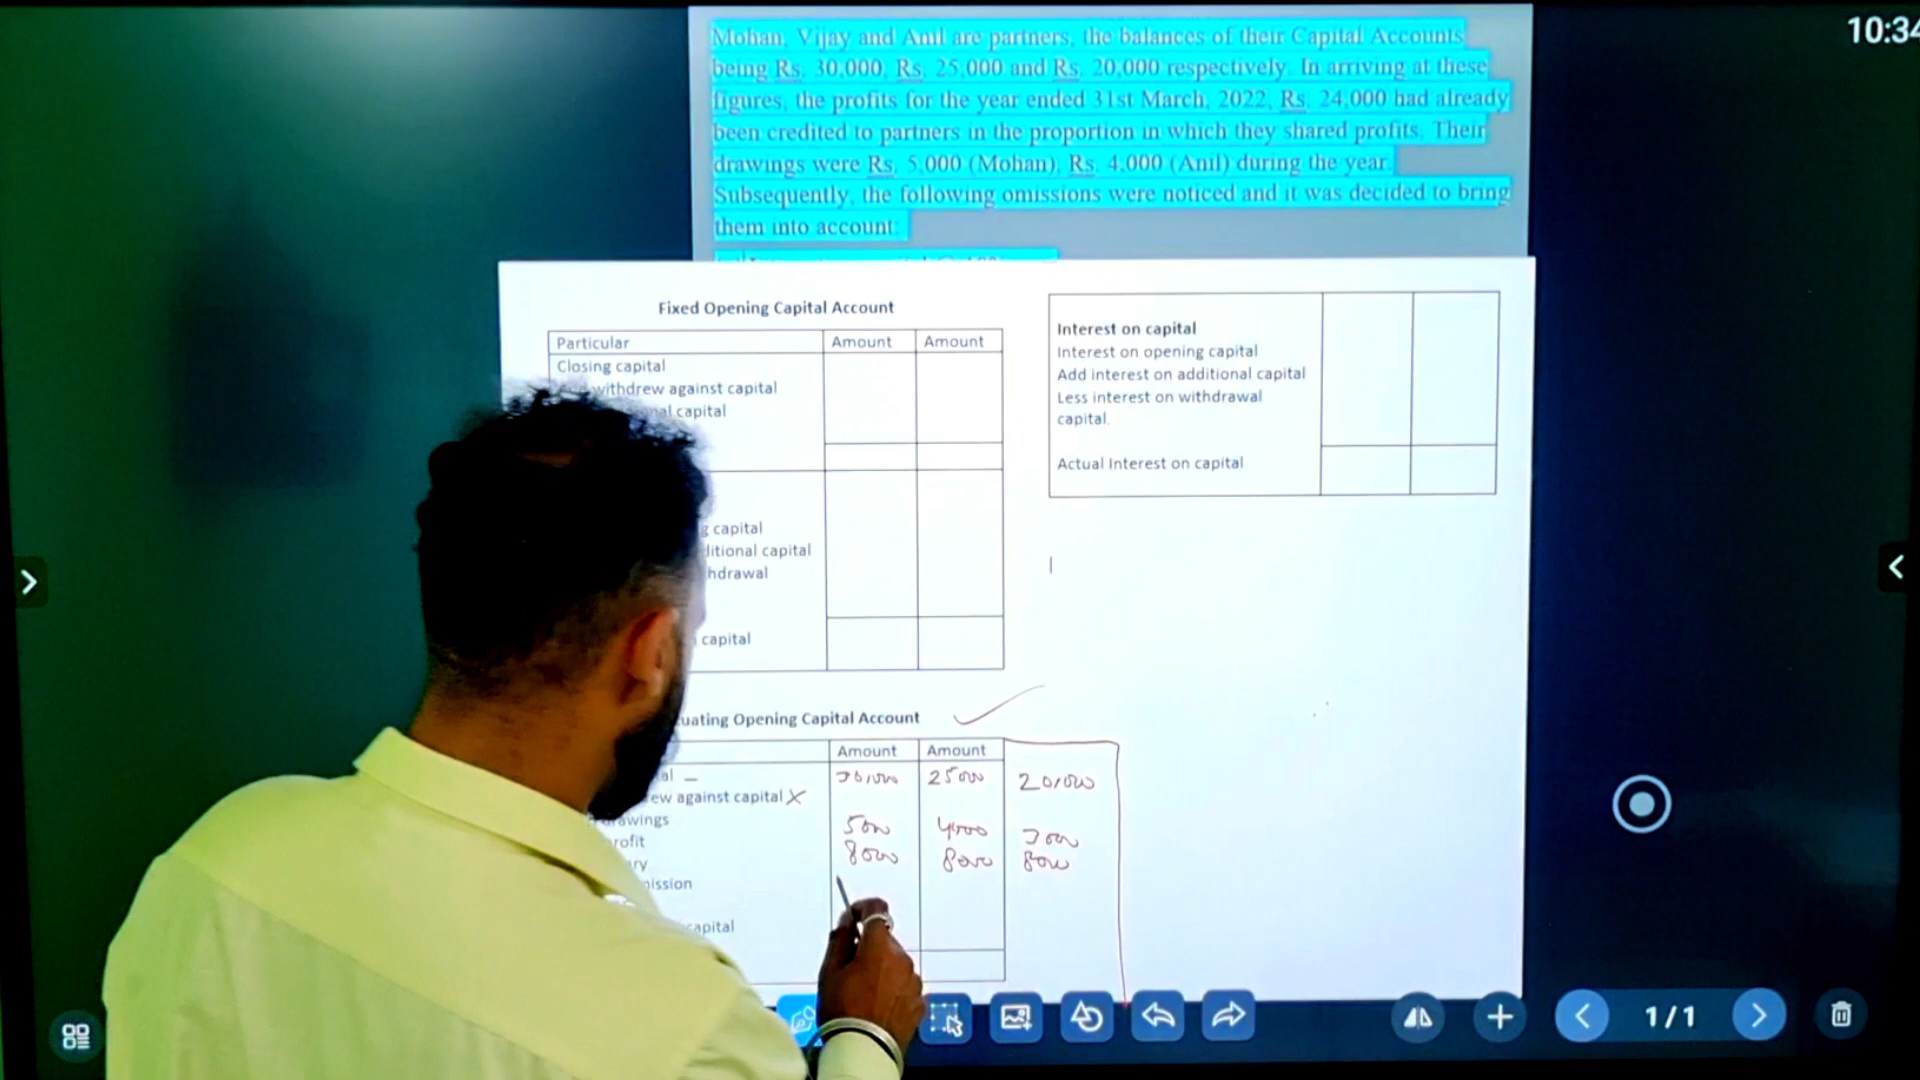 10:34
Mohan, Vijay and Anil are partners, the balances of their Capital Accounts
being Rs. 30,000, Rs. 25,000 and Rs. 20,000 respectively. In arriving at these
figures, the profits for the year ended 31st March, 2022, Rs. 24,000 had already
been credited to partners in the proportion in which they shared profits. Their
drawings were Rs. 5,000 (Mohan), Rs. 4,000 (Anil) during the year.
Subsequently, the following omissions were noticed and it was decided to bring
them into account:
Fixed Opening Capital Account
Particular Amount Amount
Closing capital
withdrew against capital
nal capital
g capital
ditional capital
hdrawal
capital
Interest on capital
Interest on opening capital
Add interest on additional capital
Less interest on withdrawal
capital.
Actual Interest on capital
uating Opening Capital Account
Amount Amount
al 30,000 25000 20,000
ew against capital X
awings 5000 4000 3000
rofit 8000 8000 8000
ry
ission
capital
1/1